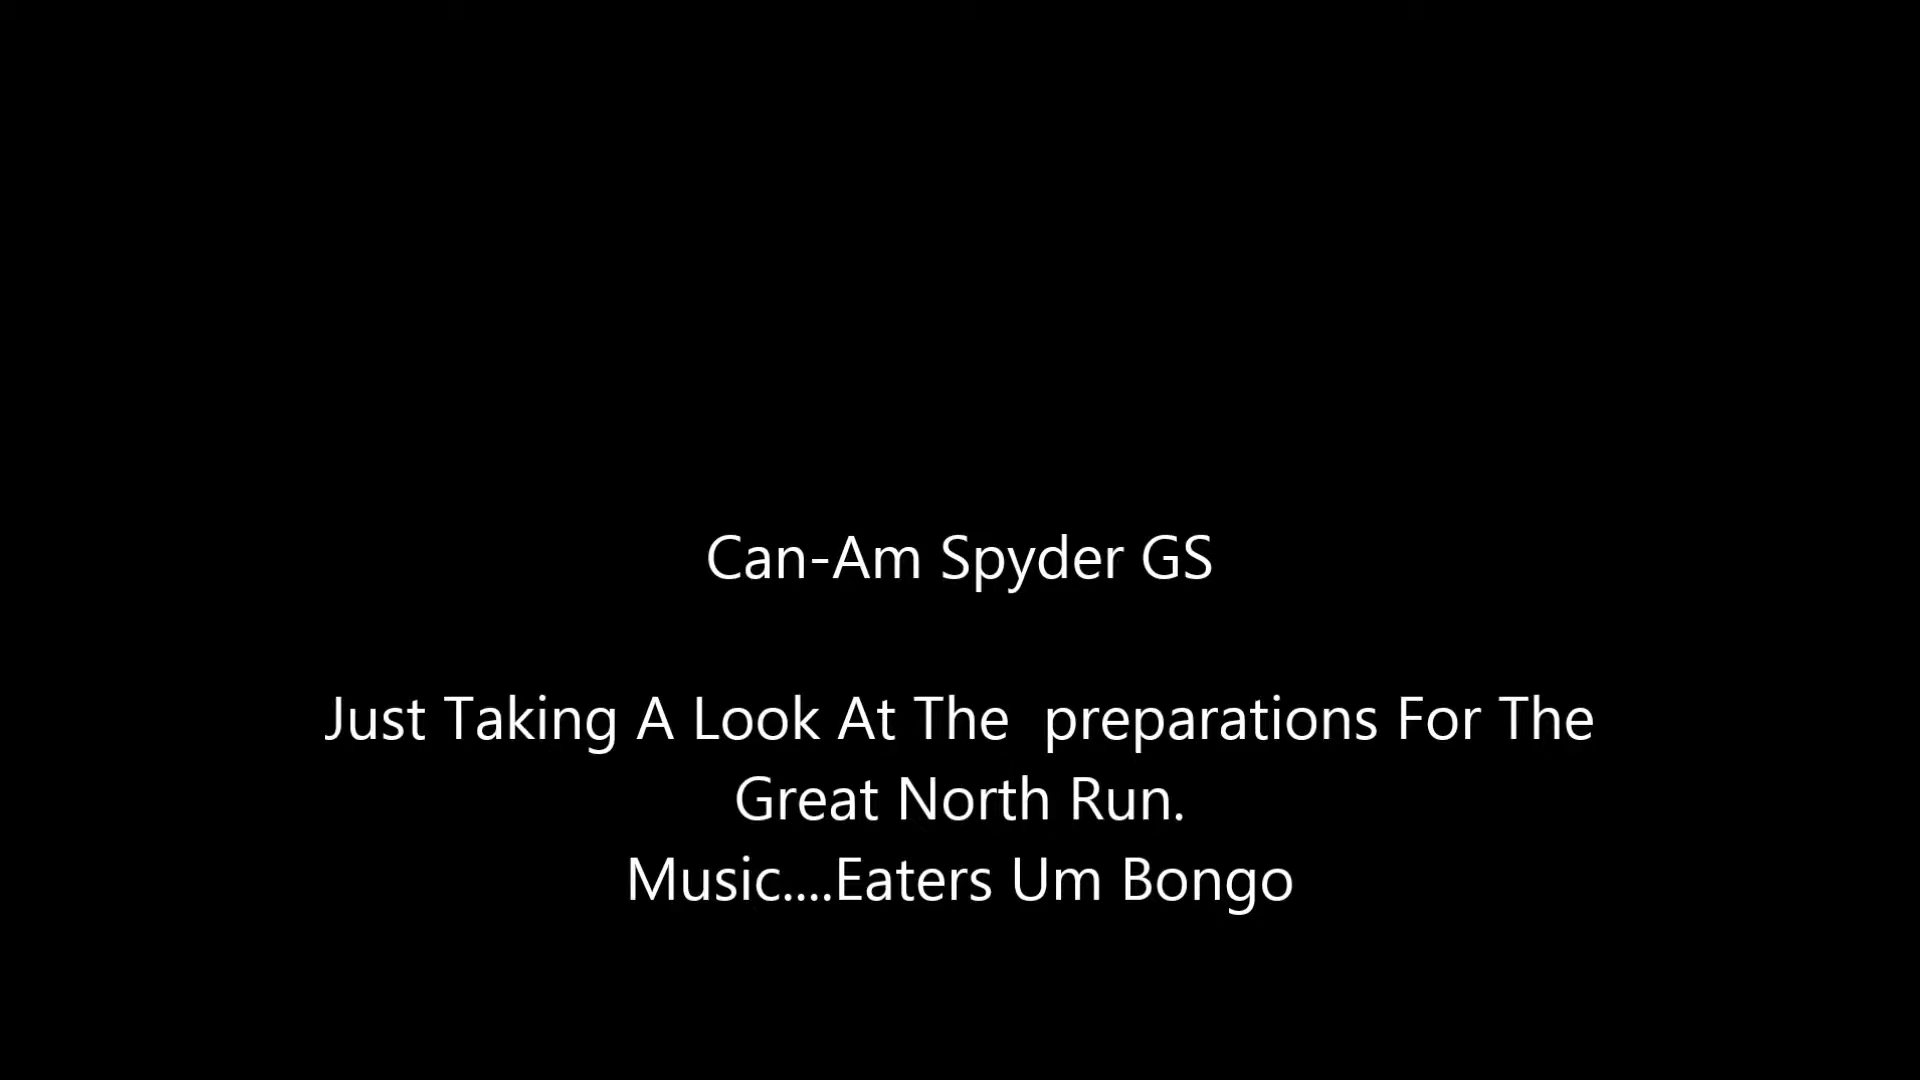 Can-Am Spyder GS
Just Taking A Look At The  preparations For The
Great North Run.
Music....Eaters Um Bongo